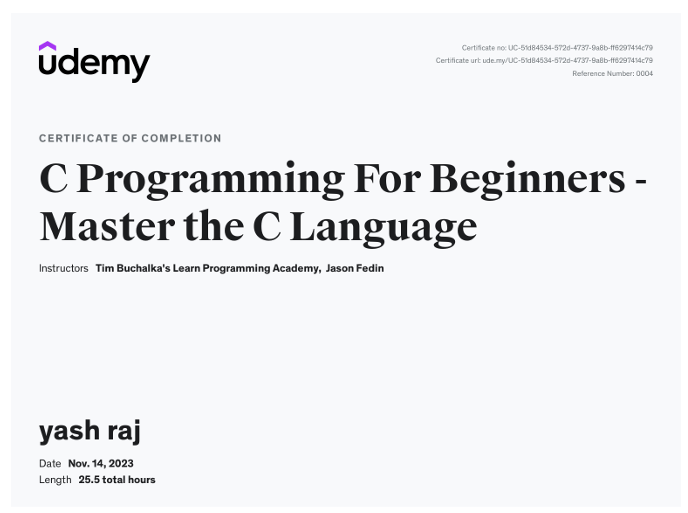 udemy
Certificate no: UC-51d84534-572d-4737-9a8b-ff6297414c79
Certificate url: ude.my/UC-51d84534-572d-4737-9a8b-ff6297414c79
Reference Number: 0004
CERTIFICATE OF COMPLETION
C Programming For Beginners -
Master the C Language
Instructors Tim Buchalka's Learn Programming Academy, Jason Fedin
yash raj
Date Nov. 14, 2023
Length 25.5 total hours